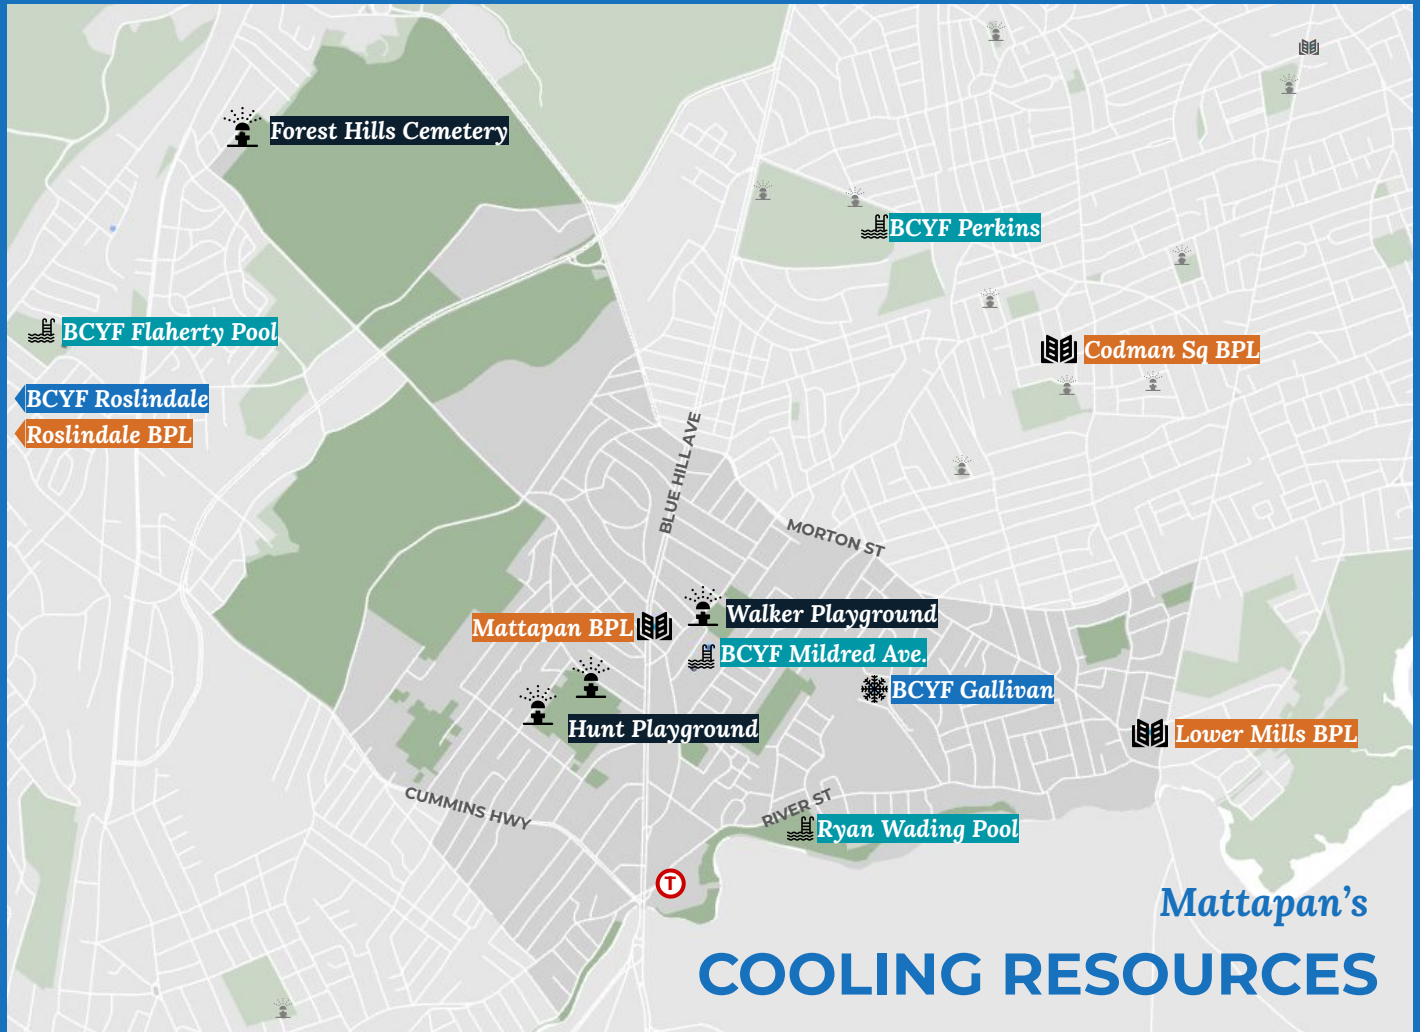 Forest Hills Cemetery
BCYF Perkins
BCYF Flaherty Pool
Codman Sq BPL
BCYF Roslindale
Roslindale BPL
BLUE HILL AVE
MORTON ST
Walker Playground
Mattapan BPL
BCYF Mildred Ave.
BCYF Gallivan
Hunt Playground
Lower Mills BPL
CUMMINS HWY
RIVER ST
Ryan Wading Pool
T
Mattapan's
COOLING RESOURCES